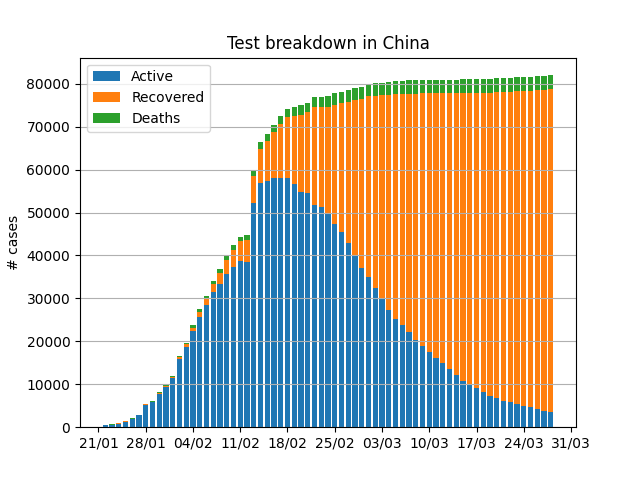 Test breakdown in China
Active
Recovered
Deaths
# cases
80000
70000
60000
50000
40000
30000
20000
10000
0
21/01 28/01 04/02 11/02 18/02 25/02 03/03 10/03 17/03 24/03 31/03